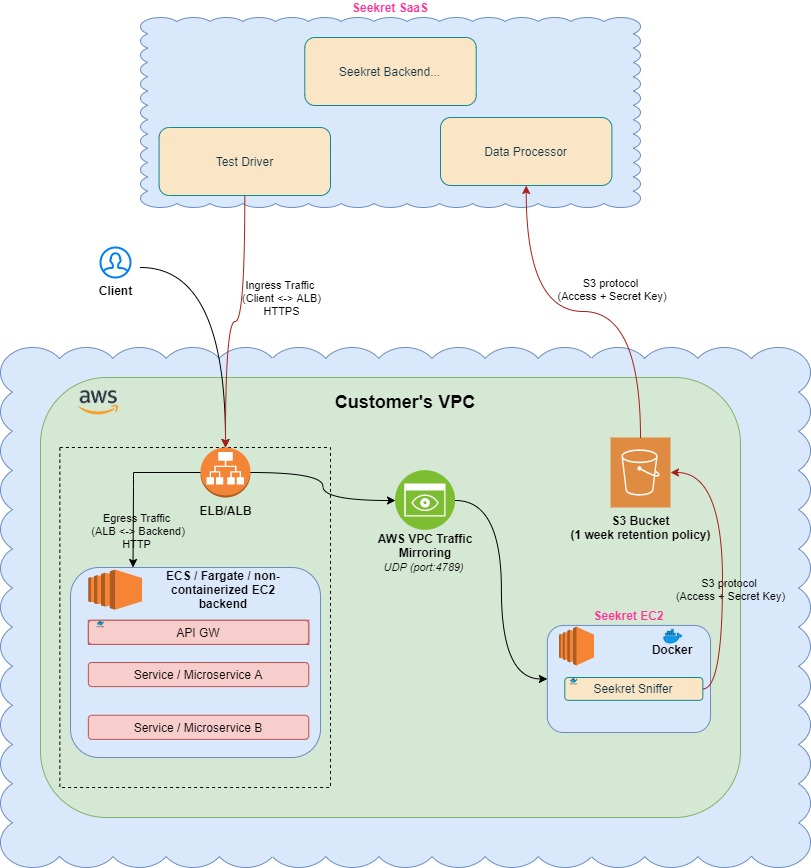 Seekret SaaS
Seekret Backend...
Test Driver
Data Processor
Client
Ingress Traffic
(Client <-> ALB)
HTTPS
S3 protocol
(Access + Secret Key)
aws
Customer's VPC
ELB/ALB
Egress Traffic
(ALB <-> Backend)
HTTP
AWS VPC Traffic
Mirroring
UDP (port:4789)
S3 Bucket
(1 week retention policy)
ECS / Fargate / non-
containerized EC2
backend
API GW
Service / Microservice A
Service / Microservice B
S3 protocol
(Access + Secret Key)
Seekret EC2
Docker
Seekret Sniffer